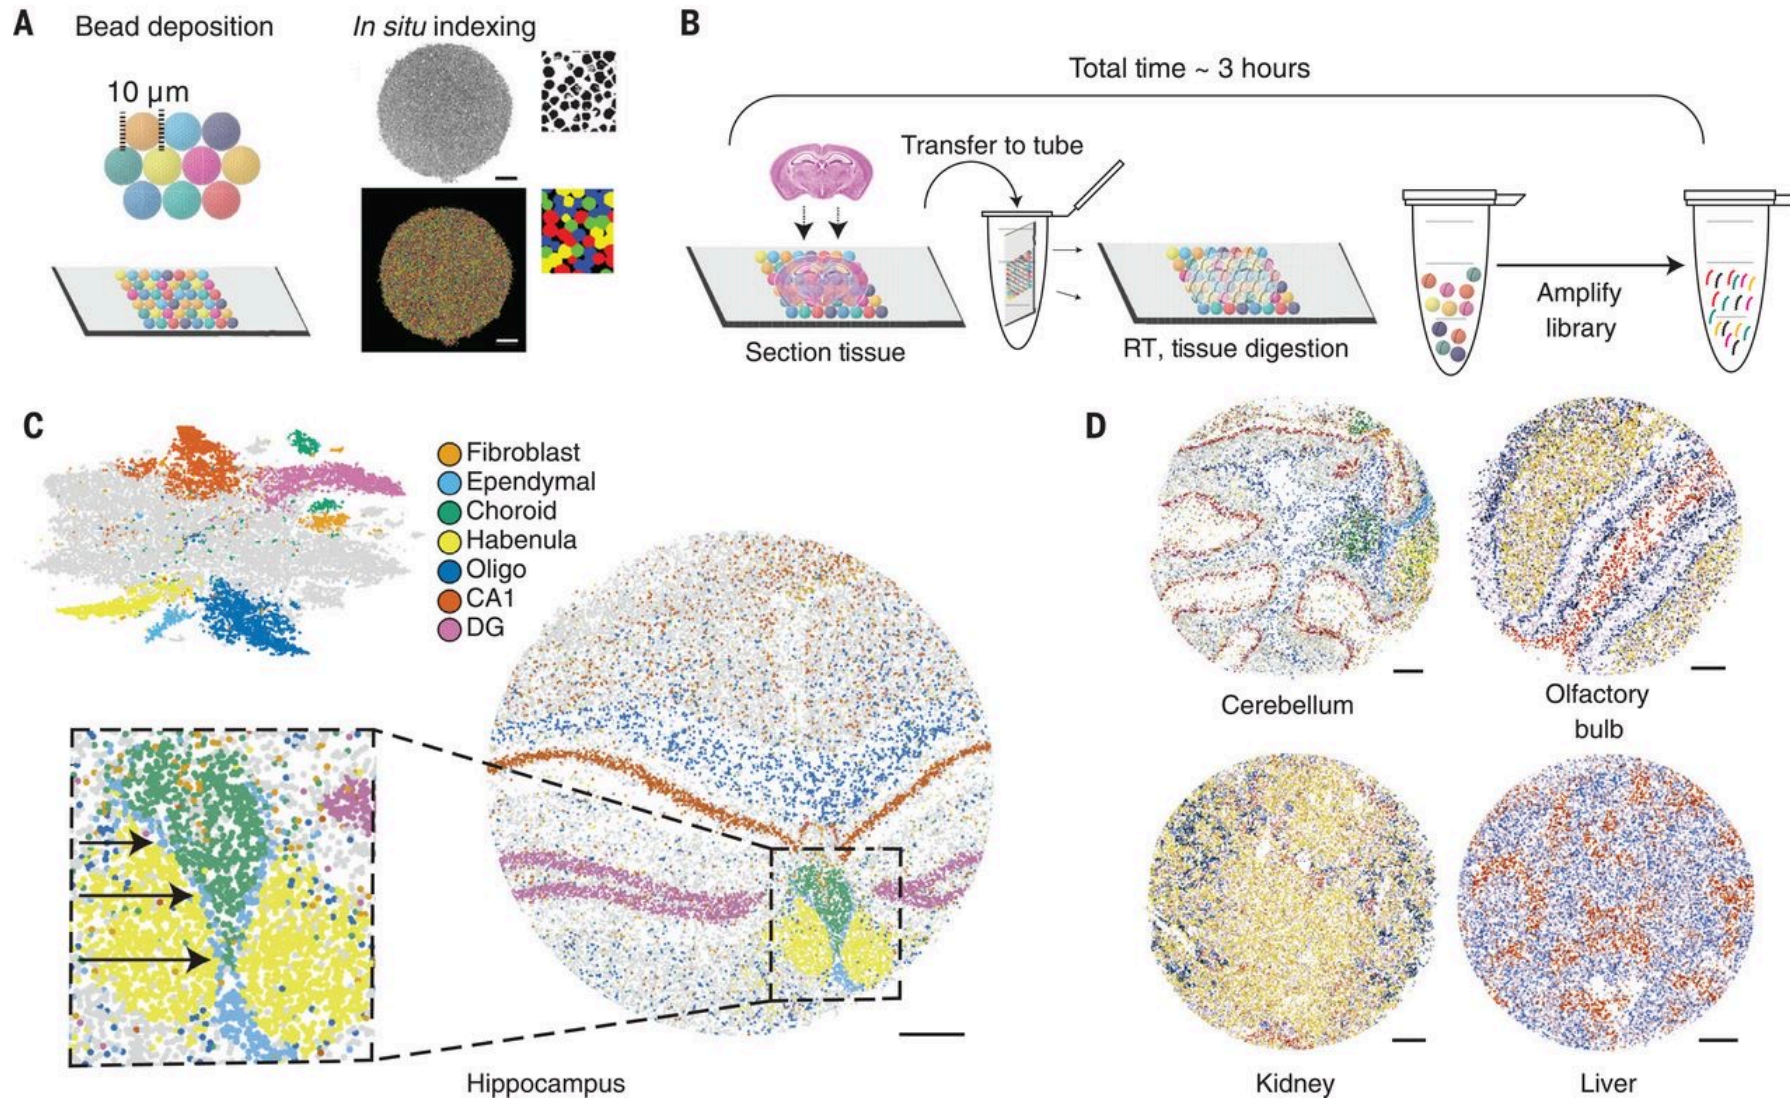 A
Bead deposition
In situ indexing
10 µm
B
Total time ~ 3 hours
Transfer to tube
Section tissue
RT, tissue digestion
Amplify
library
C
Fibroblast
Ependymal
Choroid
Habenula
Oligo
CA1
DG
Hippocampus
D
Cerebellum
Olfactory
bulb
Kidney
Liver